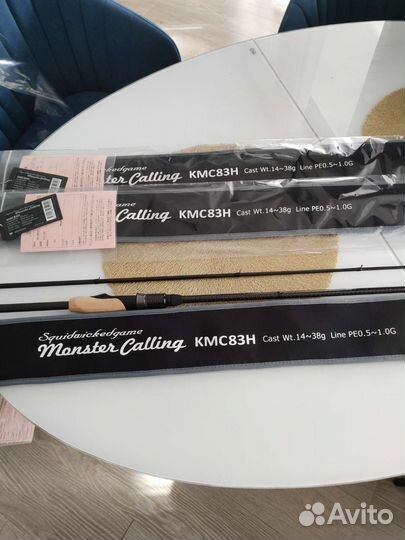 Squidwickedgame
Monster Calling KMC83H Cast Wt.14~38g Line PE0.5~1.0G
Squidwickedgame
Monster Calling KMC83H Cast Wt.14~38g Line PE0.5~1.0G
Squidwickedgame
Monster Calling KMC83H Cast Wt.14~38g Line PE0.5~1.0G
Avito